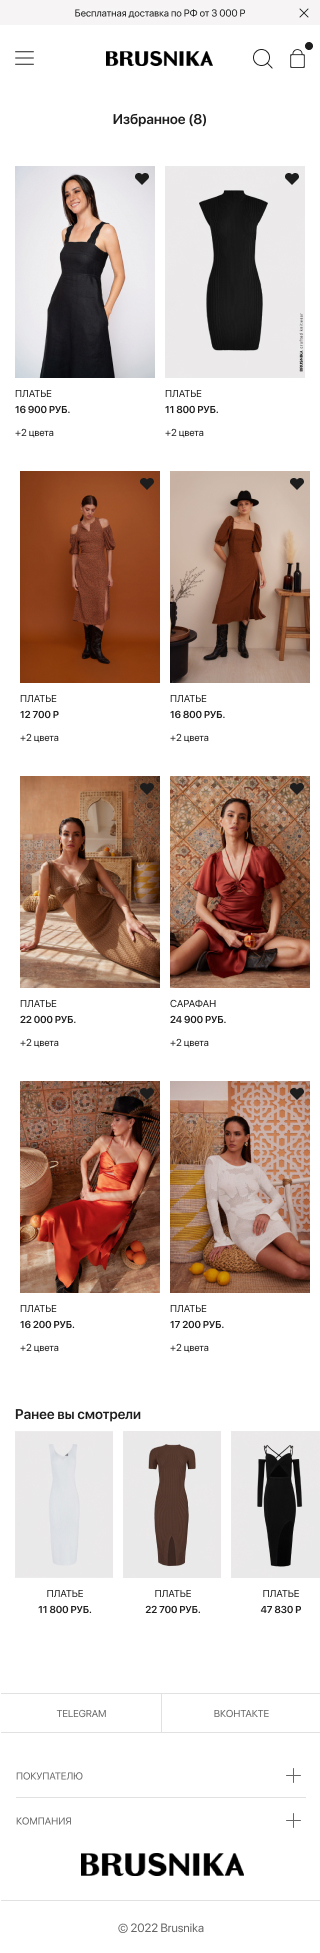 Бесплатная доставка по РФ от 3 000 Р
BRUSNIKA
Избранное (8)
ПЛАТЬЕ
16 900 РУБ.
+2 цвета
BRUSNIKA crafted knitwear
ПЛАТЬЕ
11 800 РУБ.
+2 цвета
ПЛАТЬЕ
12 700 Р
+2 цвета
ПЛАТЬЕ
16 800 РУБ.
+2 цвета
ПЛАТЬЕ
22 000 РУБ.
+2 цвета
САРАФАН
24 900 РУБ.
+2 цвета
ПЛАТЬЕ
16 200 РУБ.
+2 цвета
ПЛАТЬЕ
17 200 РУБ.
+2 цвета
Ранее вы смотрели
ПЛАТЬЕ
11 800 РУБ.
ПЛАТЬЕ
22 700 РУБ.
ПЛАТЬЕ
47 830 Р
TELEGRAM
ВКОНТАКТЕ
ПОКУПАТЕЛЮ
КОМПАНИЯ
BRUSNIKA
© 2022 Brusnika